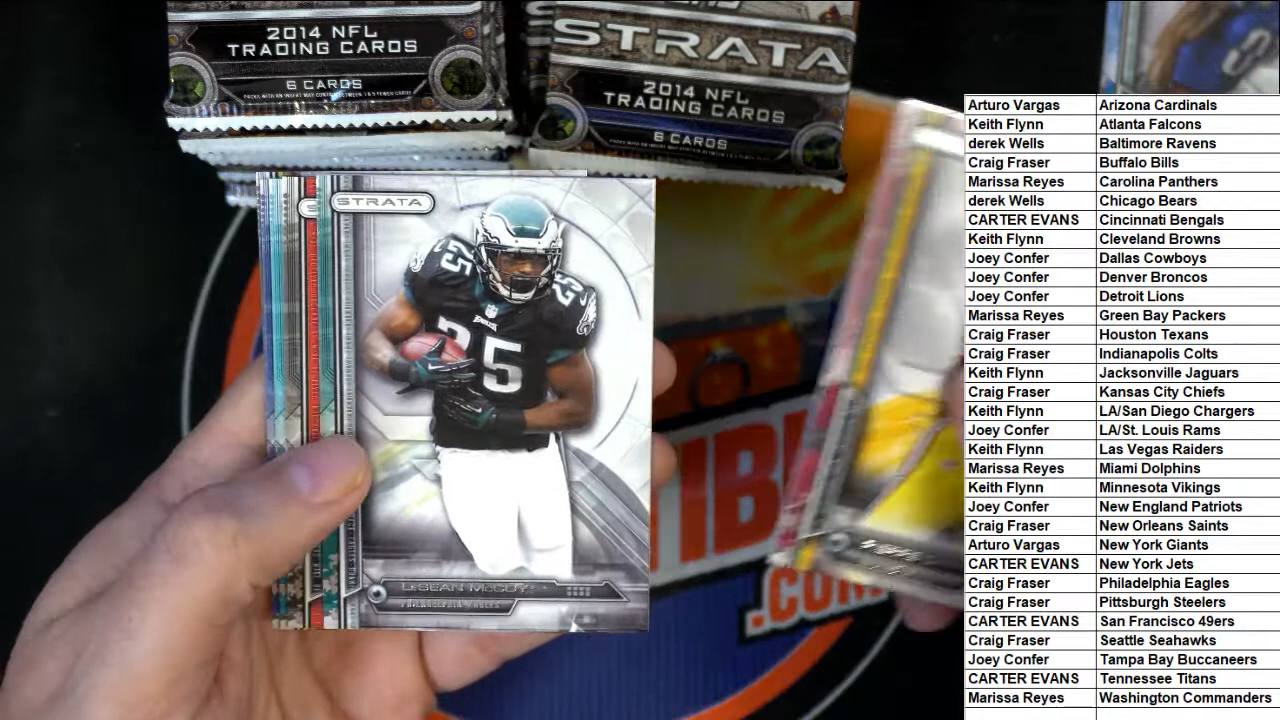 2014 NFL
TRADING CARDS
6 CARDS
STRATA
2014 NFL
TRADING CARDS
6 CARDS
STRATA
25
25
25
EAGLES
LESEAN MCCOY
PHILADELPHIA EAGLES
TIB
.COM
Arturo Vargas Arizona Cardinals
Keith Flynn Atlanta Falcons
derek Wells Baltimore Ravens
Craig Fraser Buffalo Bills
Marissa Reyes Carolina Panthers
derek Wells Chicago Bears
CARTER EVANS Cincinnati Bengals
Keith Flynn Cleveland Browns
Joey Confer Dallas Cowboys
Joey Confer Denver Broncos
Joey Confer Detroit Lions
Marissa Reyes Green Bay Packers
Craig Fraser Houston Texans
Craig Fraser Indianapolis Colts
Keith Flynn Jacksonville Jaguars
Craig Fraser Kansas City Chiefs
Keith Flynn LA/San Diego Chargers
Joey Confer LA/St. Louis Rams
Keith Flynn Las Vegas Raiders
Marissa Reyes Miami Dolphins
Keith Flynn Minnesota Vikings
Joey Confer New England Patriots
Craig Fraser New Orleans Saints
Arturo Vargas New York Giants
CARTER EVANS New York Jets
Craig Fraser Philadelphia Eagles
Craig Fraser Pittsburgh Steelers
CARTER EVANS San Francisco 49ers
Craig Fraser Seattle Seahawks
Joey Confer Tampa Bay Buccaneers
CARTER EVANS Tennessee Titans
Marissa Reyes Washington Commanders